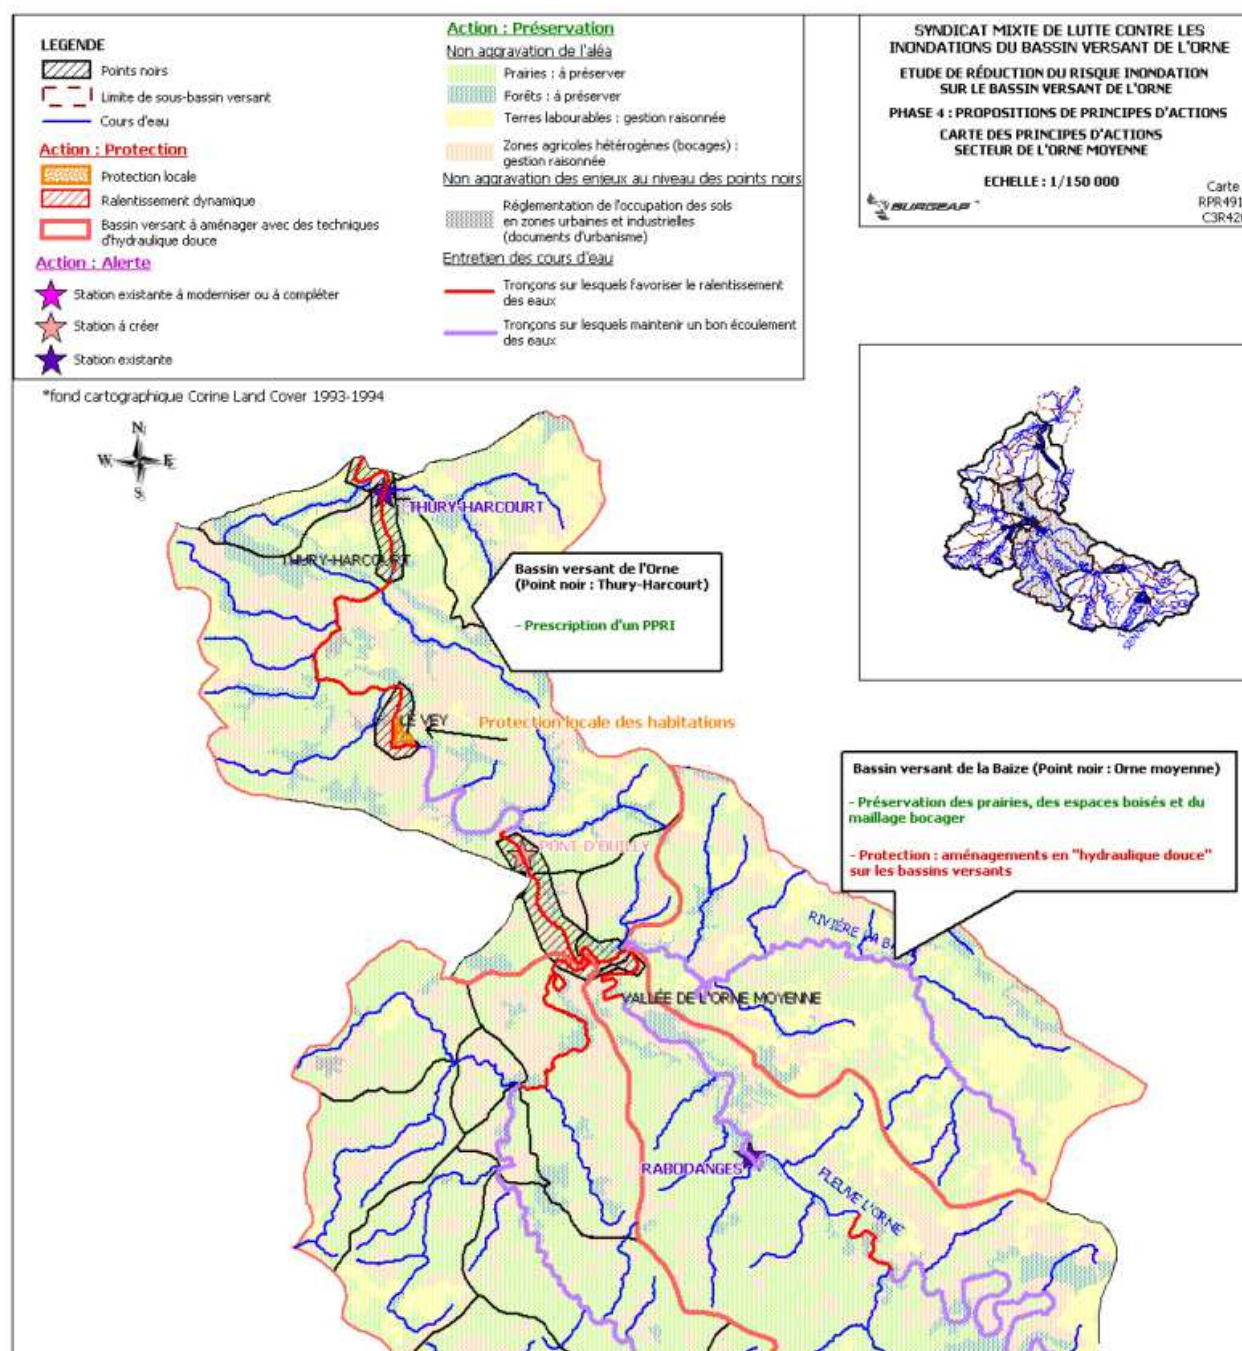 LEGENDE
Points noirs
Limite de sous-bassin versant
Cours d'eau
Action : Protection
Protection locale
Ralentissement dynamique
Bassin versant à aménager avec des techniques
d'hydraulique douce
Action : Alerte
Station existante à moderniser ou à compléter
Station à créer
Station existante
Action : Préservation
Non aggravation de l'aléa
Prairies : à préserver
Forêts : à préserver
Terres labourables : gestion raisonnée
Zones agricoles hétérogènes (bocages) :
gestion raisonnée
Non aggravation des enjeux au niveau des points noirs
Réglementation de l'occupation des sols
en zones urbaines et industrielles
(documents d'urbanisme)
Entretien des cours d'eau
Tronçons sur lesquels favoriser le ralentissement
des eaux
Tronçons sur lesquels maintenir un bon écoulement
des eaux
SYNDICAT MIXTE DE LUTTE CONTRE LES
INONDATIONS DU BASSIN VERSANT DE L'ORNE
ETUDE DE RÉDUCTION DU RISQUE INONDATION
SUR LE BASSIN VERSANT DE L'ORNE
PHASE 4 : PROPOSITIONS DE PRINCIPES D'ACTIONS
CARTE DES PRINCIPES D'ACTIONS
SECTEUR DE L'ORNE MOYENNE
ECHELLE : 1/150 000
BURGEAP
Carte
RPR491
C3R42
*fond cartographique Corine Land Cover 1993-1994
N
W E
S
THURY-HARCOURT
THURY-HARCOURT
Bassin versant de l'Orne
(Point noir : Thury-Harcourt)
- Prescription d'un PPRI
LE VEY
Protection locale des habitations
Bassin versant de la Baize (Point noir : Orne moyenne)
- Préservation des prairies, des espaces boisés et du
maillage bocager
- Protection : aménagements en "hydraulique douce"
sur les bassins versants
PONT D'OUILLY
RIVIÈRE LA BA
VALLÉE DE L'ORNE MOYENNE
RABODANGES
FLEUVE L'ORNE